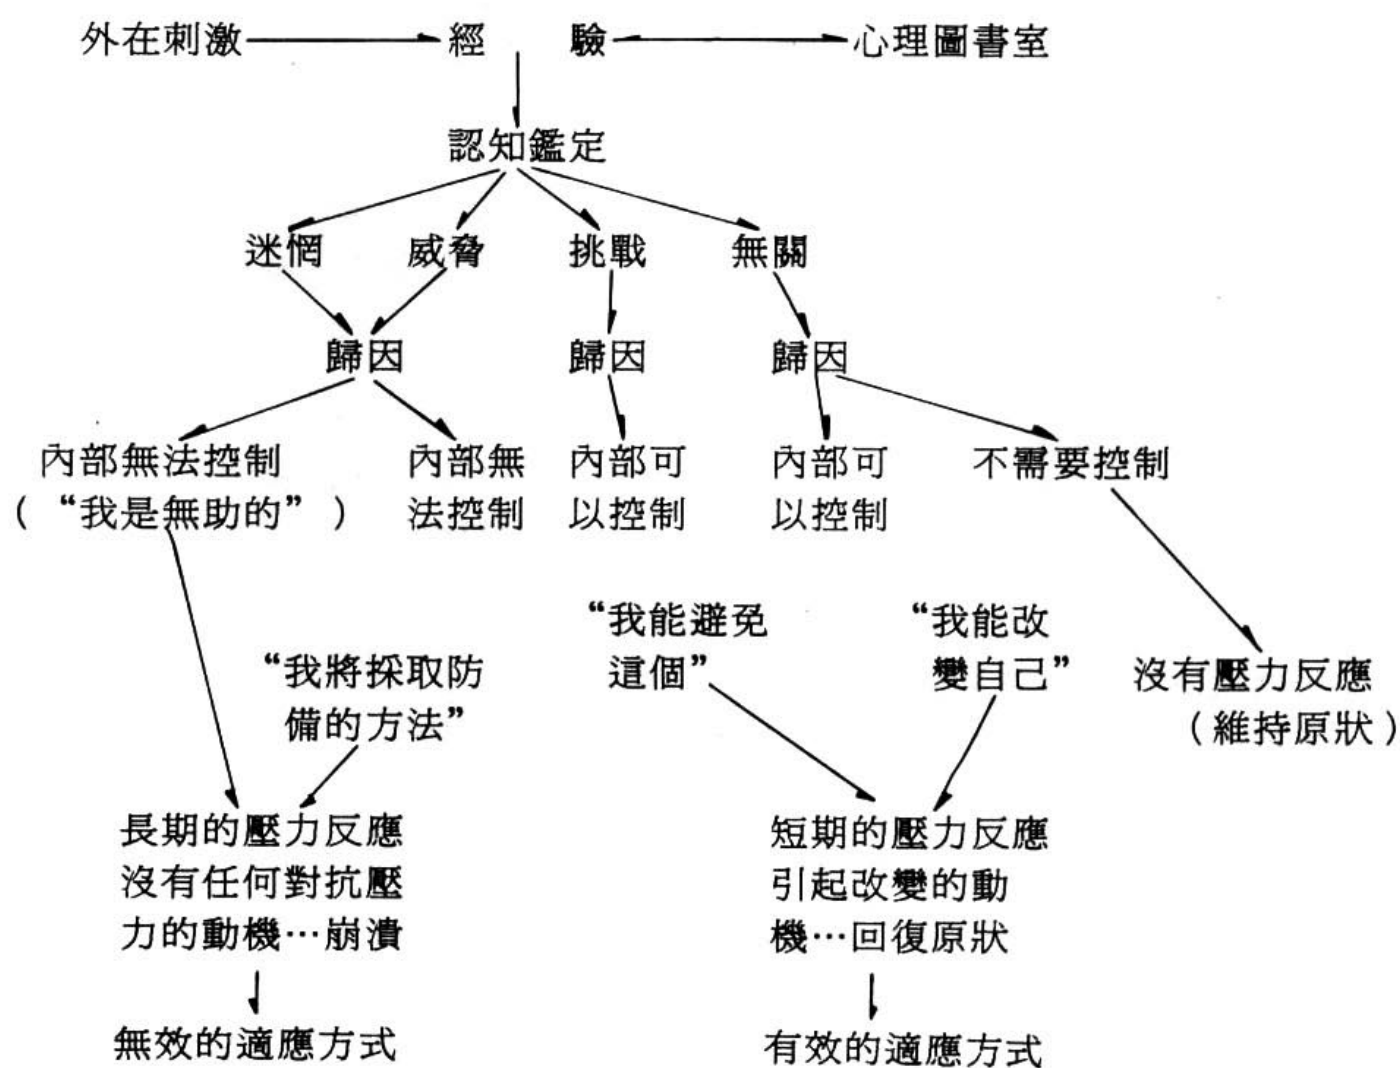 外在刺激 經 驗 心理圖書室
認知鑑定
迷惘 威脅 挑戰 無關
歸因 歸因 歸因
內部無法控制 內部無 內部可 內部可 不需要控制
(“我是無助的”) 法控制 以控制 以控制
“我能避免 “我能改
“我將採取防 這個” 變自己” 沒有壓力反應
備的方法” (維持原狀)
長期的壓力反應 短期的壓力反應
沒有任何對抗壓 引起改變的動
力的動機…崩潰 機…回復原狀
無效的適應方式 有效的適應方式